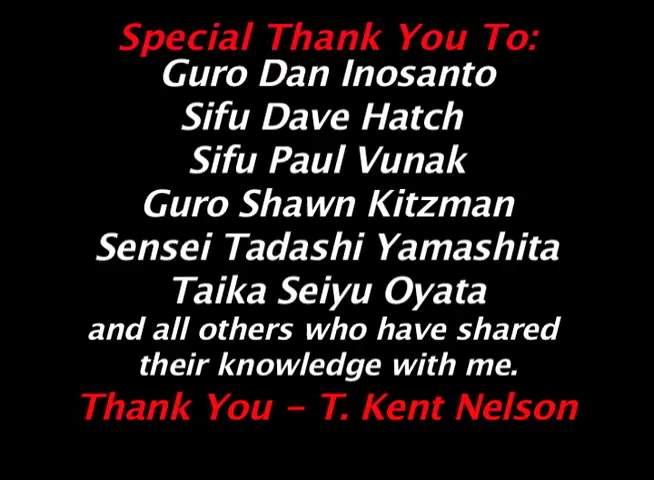 Special Thank You To:
Guro Dan Inosanto
Sifu Dave Hatch
Sifu Paul Vunak
Guro Shawn Kitzman
Sensei Tadashi Yamashita
Taika Seiyu Oyata
and all others who have shared
their knowledge with me.
Thank You - T. Kent Nelson